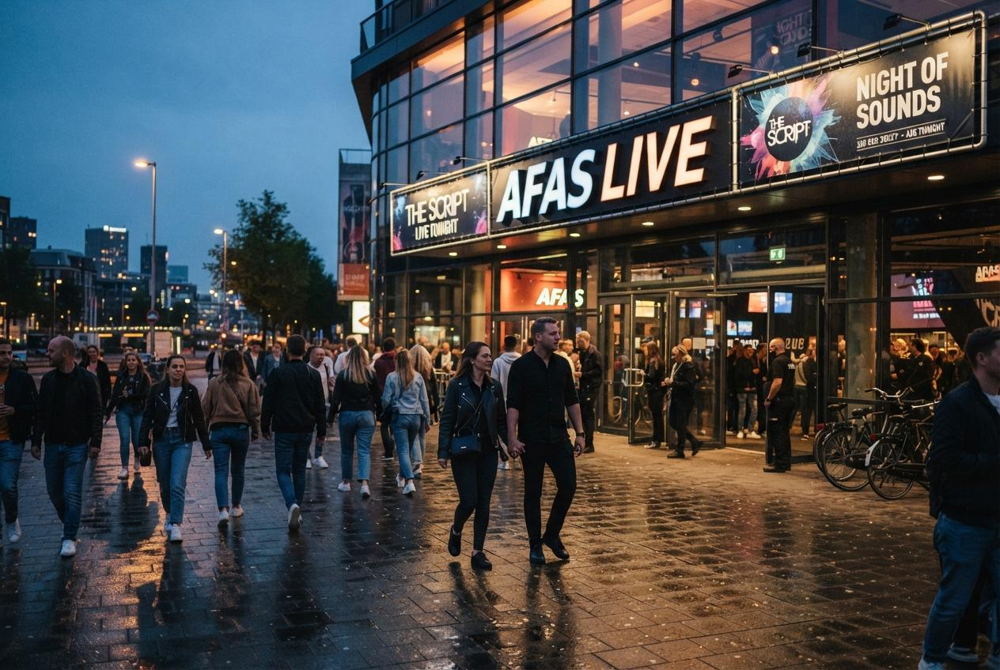 THE SCRIPT
LIVE TONIGHT
AFAS LIVE
THE
SCRIPT
NIGHT OF
SOUNDS
AFAS